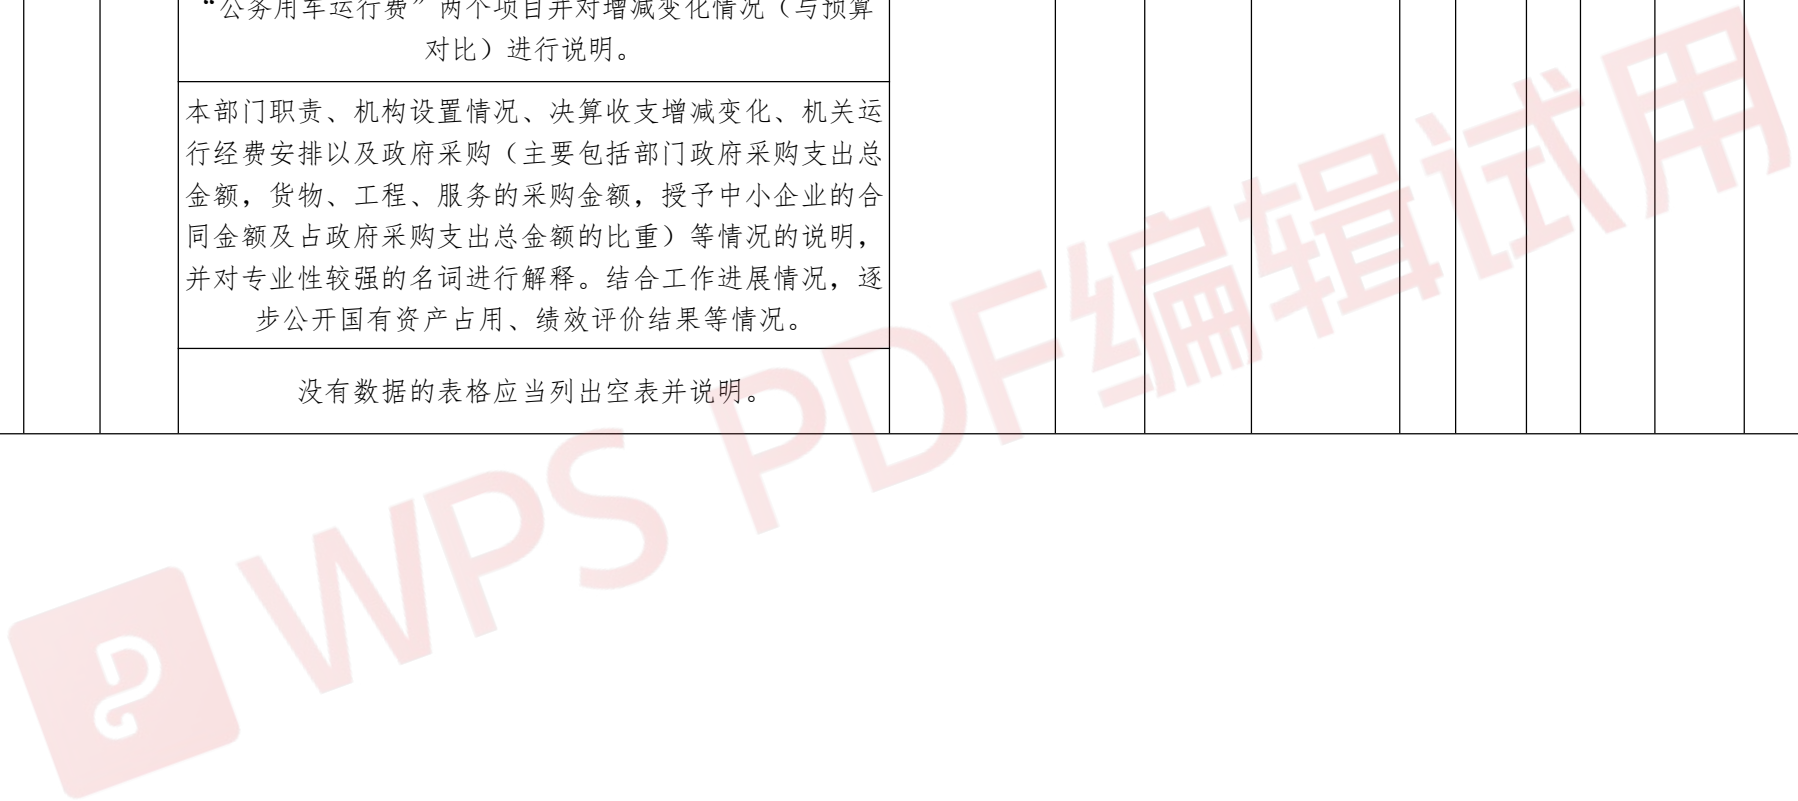 “公务用车运行费”两个项目并对增减变化情况（与预算
对比）进行说明。
本部门职责、机构设置情况、决算收支增减变化、机关运
行经费安排以及政府采购（主要包括部门政府采购支出总
金额，货物、工程、服务的采购金额，授予中小企业的合
同金额及占政府采购支出总金额的比重）等情况的说明，
并对专业性较强的名词进行解释。结合工作进展情况，逐
步公开国有资产占用、绩效评价结果等情况。
没有数据的表格应当列出空表并说明。
WPS PDF编辑试用